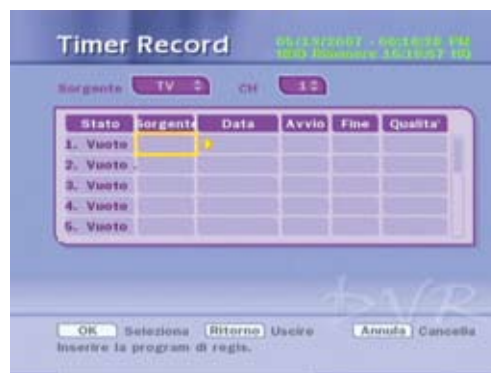 Timer Record
Sorgente TV CH 1
Stato Sorgente Data Avvio Fine Qualita'
1. Vuoto
2. Vuoto
3. Vuoto
4. Vuoto
5. Vuoto
DVR
OK Seleziona Ritorno Uscire Annula Cancella
Inserire la program di regis.